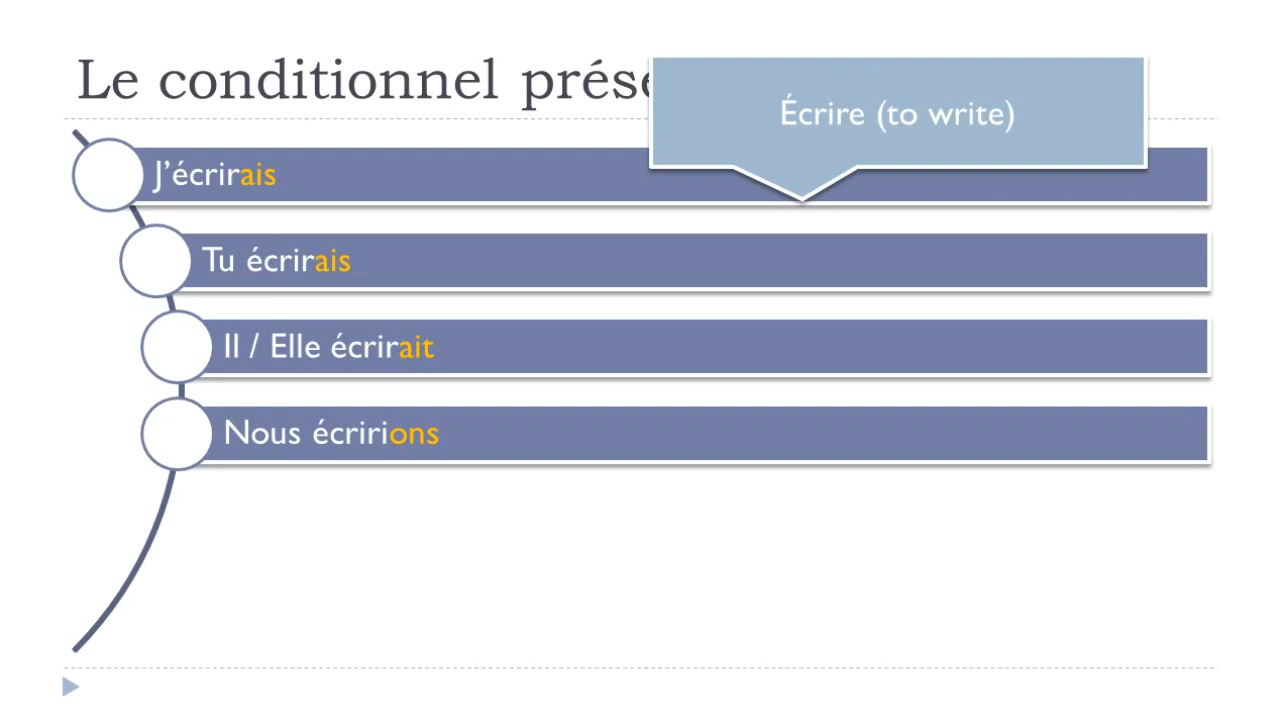 Le conditionnel prése
Écrire (to write)
J’écrirais
Tu écrirais
Il / Elle écrirait
Nous écririons